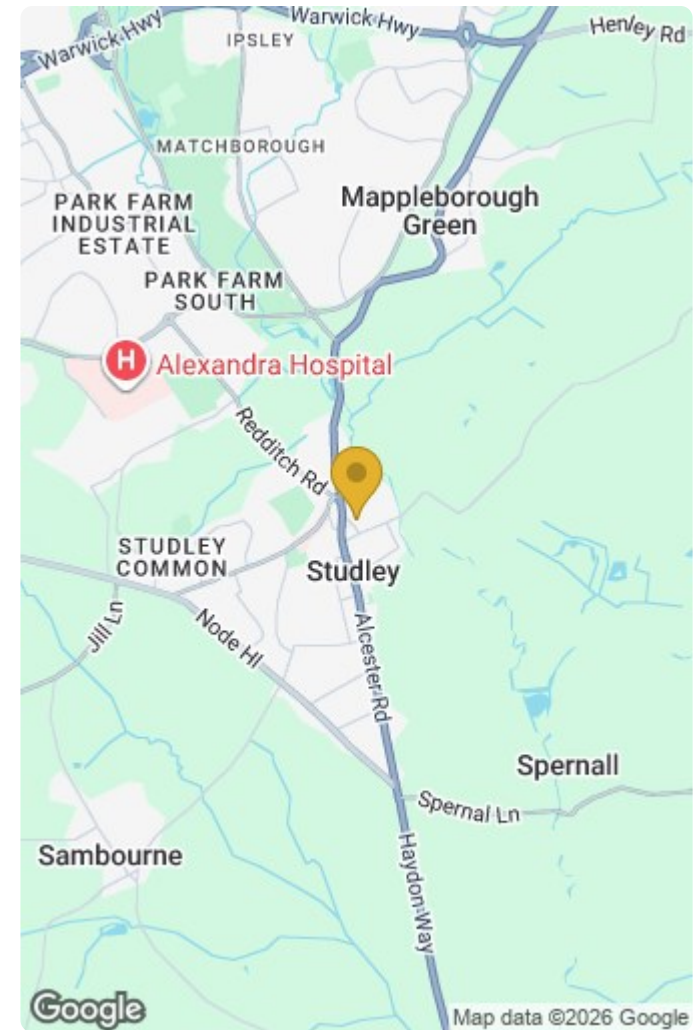 Warwick Hwy
Warwick Hwy
Henley Rd
IPSLEY
MATCHBOROUGH
PARK FARM
INDUSTRIAL
ESTATE
Mappleborough
Green
PARK FARM
SOUTH
H
Alexandra Hospital
Redditch Rd
STUDLEY
COMMON
Studley
Jill Ln
Node Hl
Alcester Rd
Spernall
Spernal Ln
Sambourne
Haydon Way
Google
Map data ©2026 Google